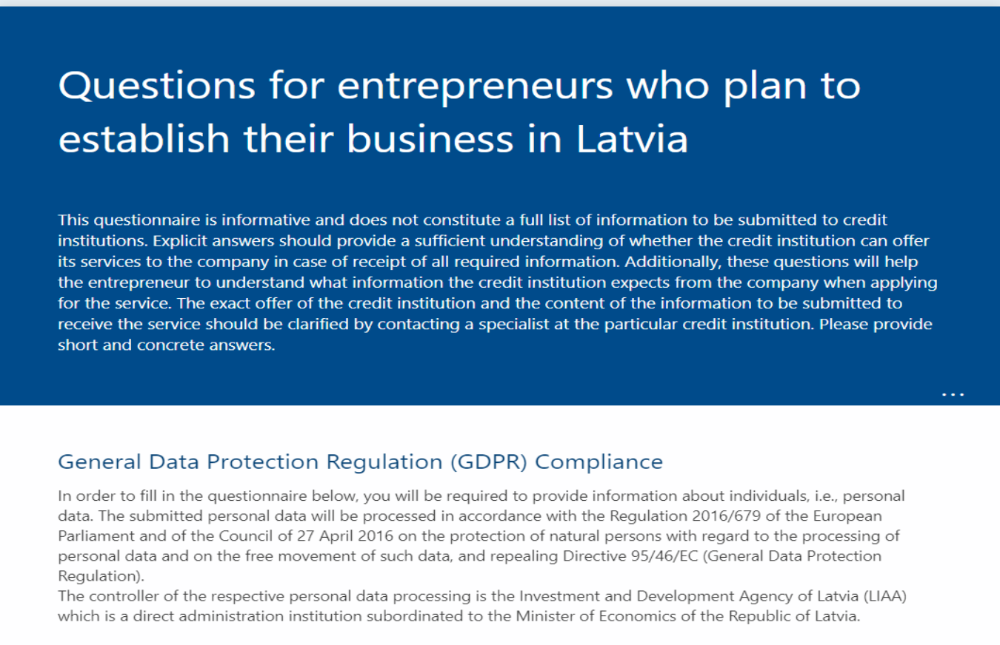 Questions for entrepreneurs who plan to
establish their business in Latvia
This questionnaire is informative and does not constitute a full list of information to be submitted to credit
institutions. Explicit answers should provide a sufficient understanding of whether the credit institution can offer
its services to the company in case of receipt of all required information. Additionally, these questions will help
the entrepreneur to understand what information the credit institution expects from the company when applying
for the service. The exact offer of the credit institution and the content of the information to be submitted to
receive the service should be clarified by contacting a specialist at the particular credit institution. Please provide
short and concrete answers.
...
General Data Protection Regulation (GDPR) Compliance
In order to fill in the questionnaire below, you will be required to provide information about individuals, i.e., personal
data. The submitted personal data will be processed in accordance with the Regulation 2016/679 of the European
Parliament and of the Council of 27 April 2016 on the protection of natural persons with regard to the processing of
personal data and on the free movement of such data, and repealing Directive 95/46/EC (General Data Protection
Regulation).
The controller of the respective personal data processing is the Investment and Development Agency of Latvia (LIAA)
which is a direct administration institution subordinated to the Minister of Economics of the Republic of Latvia.